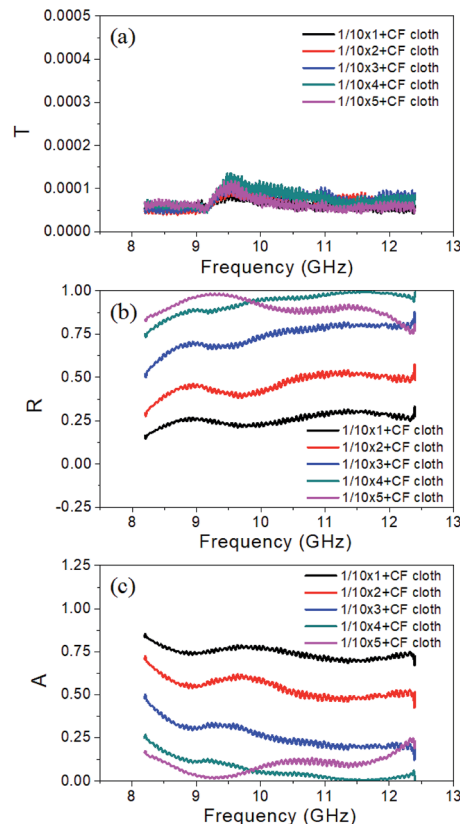 0.0005
0.0004
0.0003
0.0002
0.0001
0.0000
T
(a)
1/10x1+CF cloth
1/10x2+CF cloth
1/10x3+CF cloth
1/10x4+CF cloth
1/10x5+CF cloth
8 9 10 11 12 13
Frequency (GHz)
1.00
0.75
0.50
0.25
0.00
-0.25
R
(b)
1/10x1+CF cloth
1/10x2+CF cloth
1/10x3+CF cloth
1/10x4+CF cloth
1/10x5+CF cloth
8 9 10 11 12 13
Frequency (GHz)
1.25
1.00
0.75
0.50
0.25
0.00
A
(c)
1/10x1+CF cloth
1/10x2+CF cloth
1/10x3+CF cloth
1/10x4+CF cloth
1/10x5+CF cloth
8 9 10 11 12 13
Frequency (GHz)